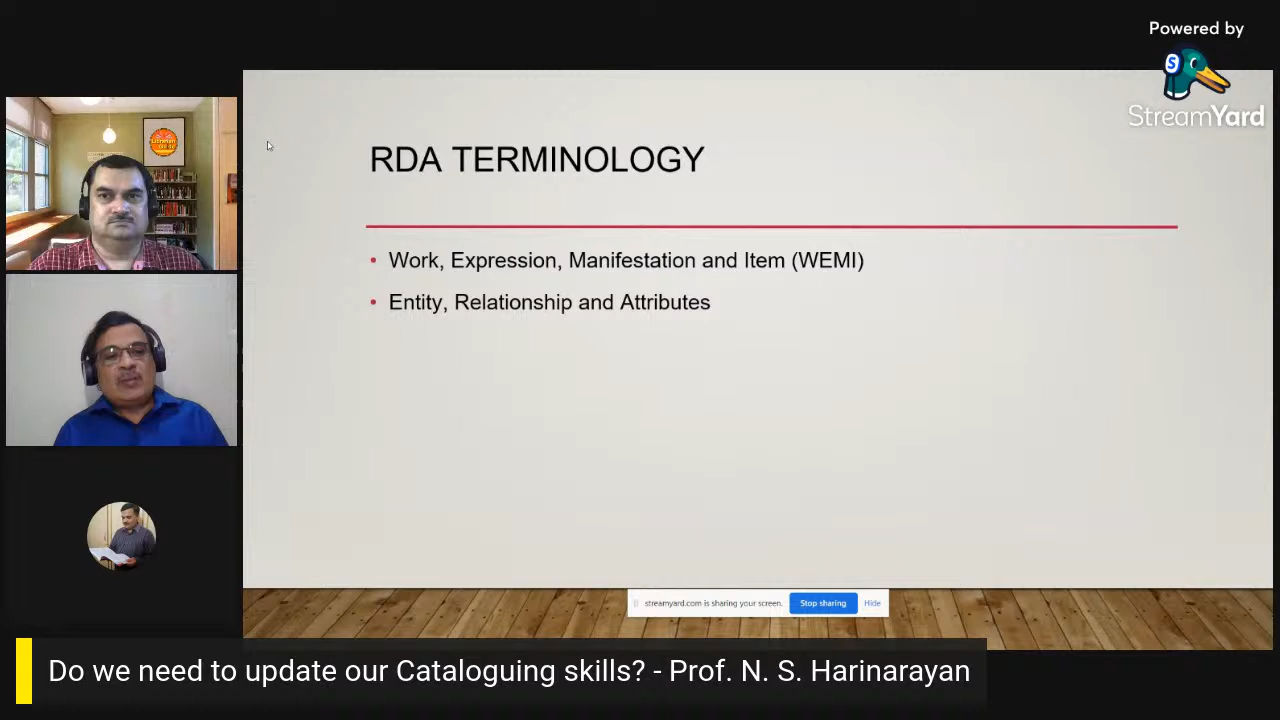 Powered by
StreamYard
RDA TERMINOLOGY
• Work, Expression, Manifestation and Item (WEMI)
• Entity, Relationship and Attributes
streamyard.com is sharing your screen. Stop sharing Hide
Do we need to update our Cataloguing skills? - Prof. N. S. Harinarayan